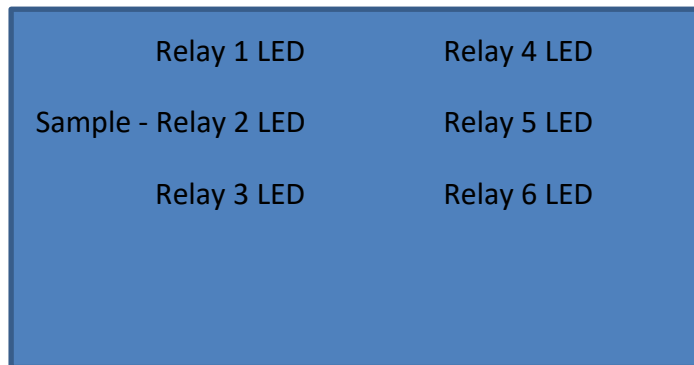 Relay 1 LED Relay 4 LED
Sample - Relay 2 LED Relay 5 LED
Relay 3 LED Relay 6 LED